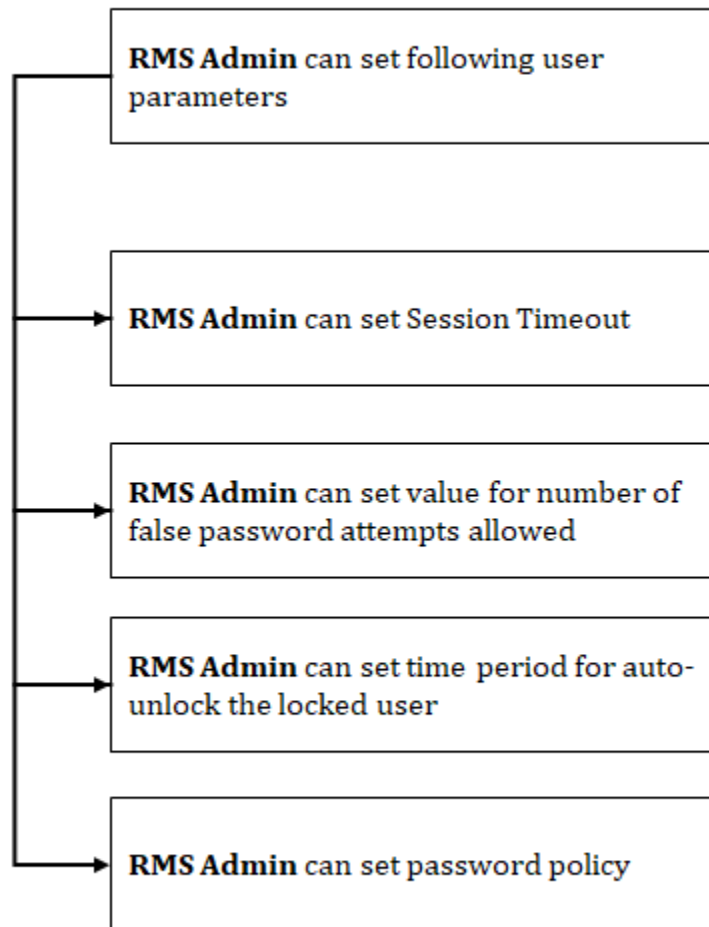 RMS Admin can set following user
parameters
RMS Admin can set Session Timeout
RMS Admin can set value for number of
false password attempts allowed
RMS Admin can set time period for auto-
unlock the locked user
RMS Admin can set password policy